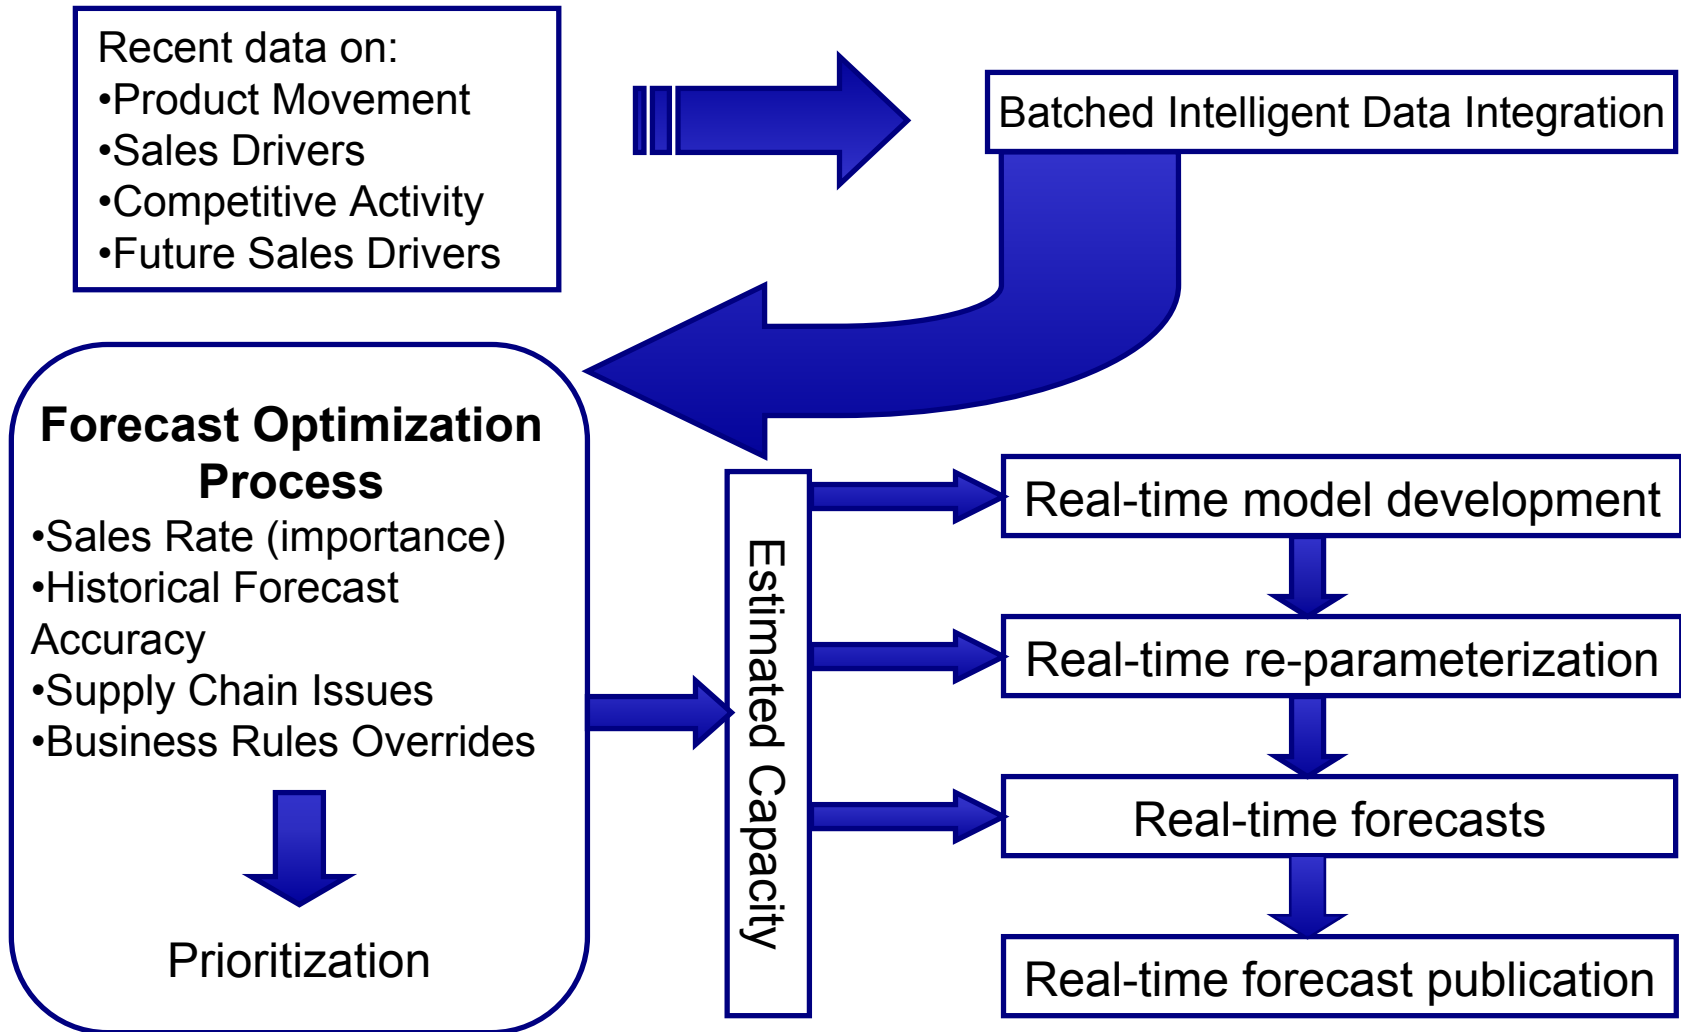 Recent data on:
•Product Movement
•Sales Drivers
•Competitive Activity
•Future Sales Drivers
Batched Intelligent Data Integration
Forecast Optimization
Process
•Sales Rate (importance)
•Historical Forecast
Accuracy
•Supply Chain Issues
•Business Rules Overrides
Prioritization
Estimated Capacity
Real-time model development
Real-time re-parameterization
Real-time forecasts
Real-time forecast publication